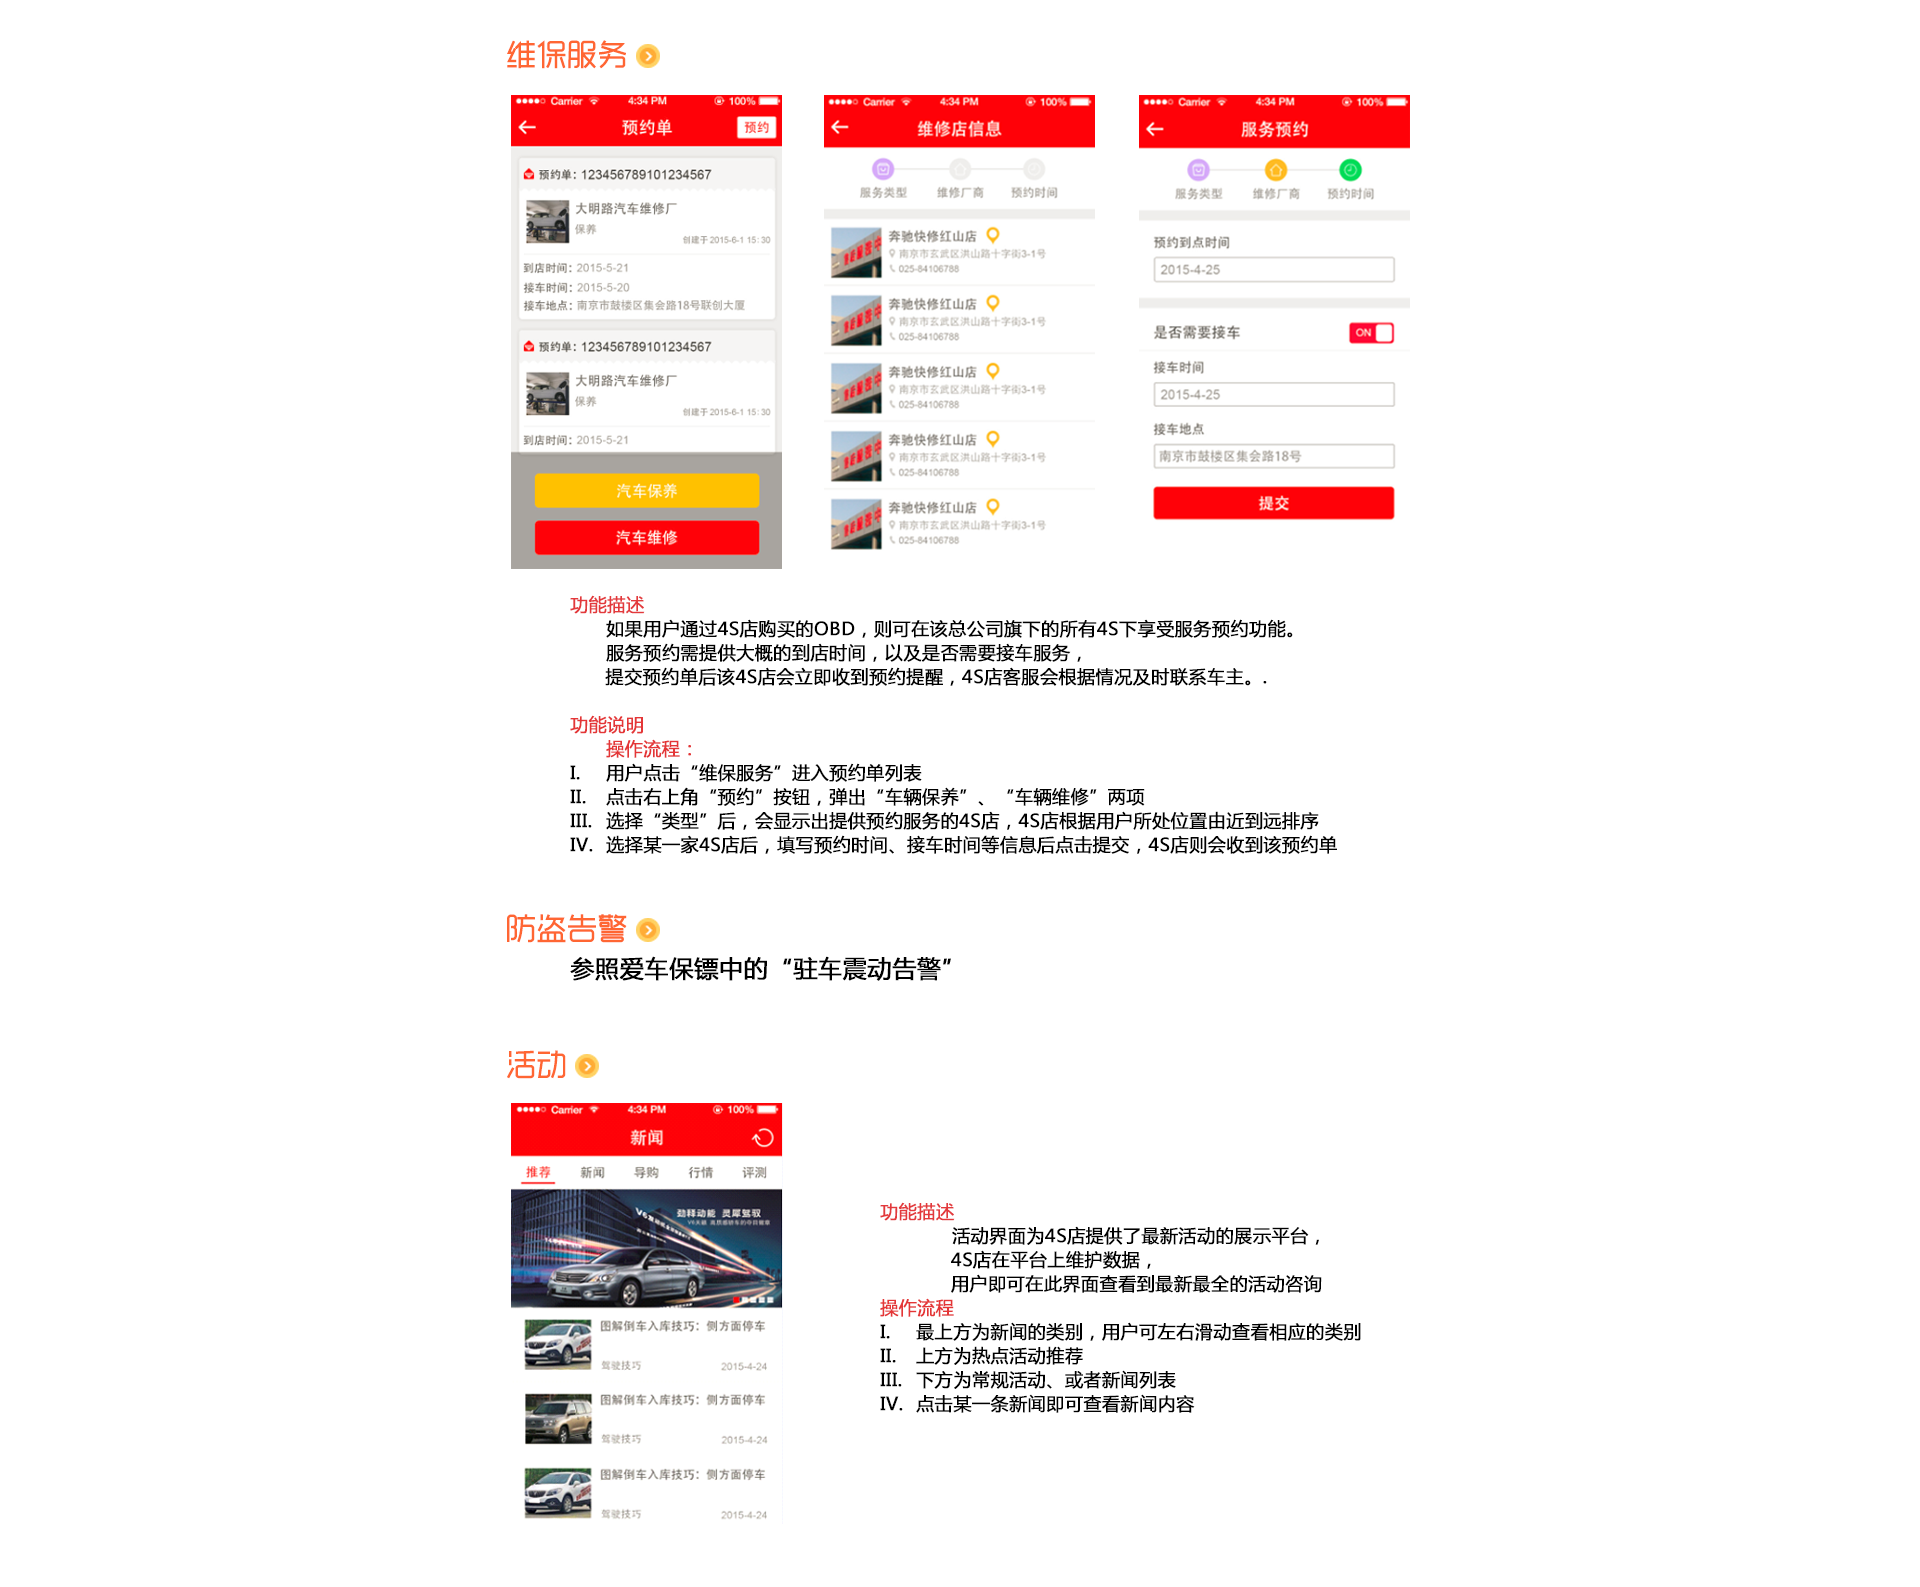 维保服务
●●●●○ Carrier 4:34 PM 100%
预约单 预约
预约单：123456789101234567
大明路汽车维修厂
保养
创建于 2015-6-1 15：30
到店时间：2015-5-21
接车时间：2015-5-20
接车地点：南京市鼓楼区集会路18号联创大厦
预约单：123456789101234567
大明路汽车维修厂
保养
创建于 2015-6-1 15：30
到店时间：2015-5-21
汽车保养
汽车维修
●●●●○ Carrier 4:34 PM 100%
维修店信息
服务类型 维修厂商 预约时间
奔驰快修红山店
南京市玄武区洪山路十字街3-1号
025-84106788
奔驰快修红山店
南京市玄武区洪山路十字街3-1号
025-84106788
奔驰快修红山店
南京市玄武区洪山路十字街3-1号
025-84106788
奔驰快修红山店
南京市玄武区洪山路十字街3-1号
025-84106788
奔驰快修红山店
南京市玄武区洪山路十字街3-1号
025-84106788
●●●●○ Carrier 4:34 PM 100%
服务预约
服务类型 维修厂商 预约时间
预约到点时间
2015-4-25
是否需要接车 ON
接车时间
2015-4-25
接车地点
南京市鼓楼区集会路18号
提交
功能描述
如果用户通过4S店购买的OBD，则可在该总公司旗下的所有4S下享受服务预约功能。
服务预约需提供大概的到店时间，以及是否需要接车服务，
提交预约单后该4S店会立即收到预约提醒，4S店客服会根据情况及时联系车主。.
功能说明
操作流程：
I. 用户点击“维保服务”进入预约单列表
II. 点击右上角“预约”按钮，弹出“车辆保养”、“车辆维修”两项
III. 选择“类型”后，会显示出提供预约服务的4S店，4S店根据用户所处位置由近到远排序
IV. 选择某一家4S店后，填写预约时间、接车时间等信息后点击提交，4S店则会收到该预约单
防盗告警
参照爱车保镖中的“驻车震动告警”
活动
●●●●○ Carrier 4:34 PM 100%
新闻
推荐 新闻 导购 行情 评测
劲释动能 灵犀驾驭
图解倒车入库技巧：侧方面停车
驾驶技巧 2015-4-24
图解倒车入库技巧：侧方面停车
驾驶技巧 2015-4-24
图解倒车入库技巧：侧方面停车
驾驶技巧 2015-4-24
功能描述
活动界面为4S店提供了最新活动的展示平台，
4S店在平台上维护数据，
用户即可在此界面查看到最新最全的活动咨询
操作流程
I. 最上方为新闻的类别，用户可左右滑动查看相应的类别
II. 上方为热点活动推荐
III. 下方为常规活动、或者新闻列表
IV. 点击某一条新闻即可查看新闻内容